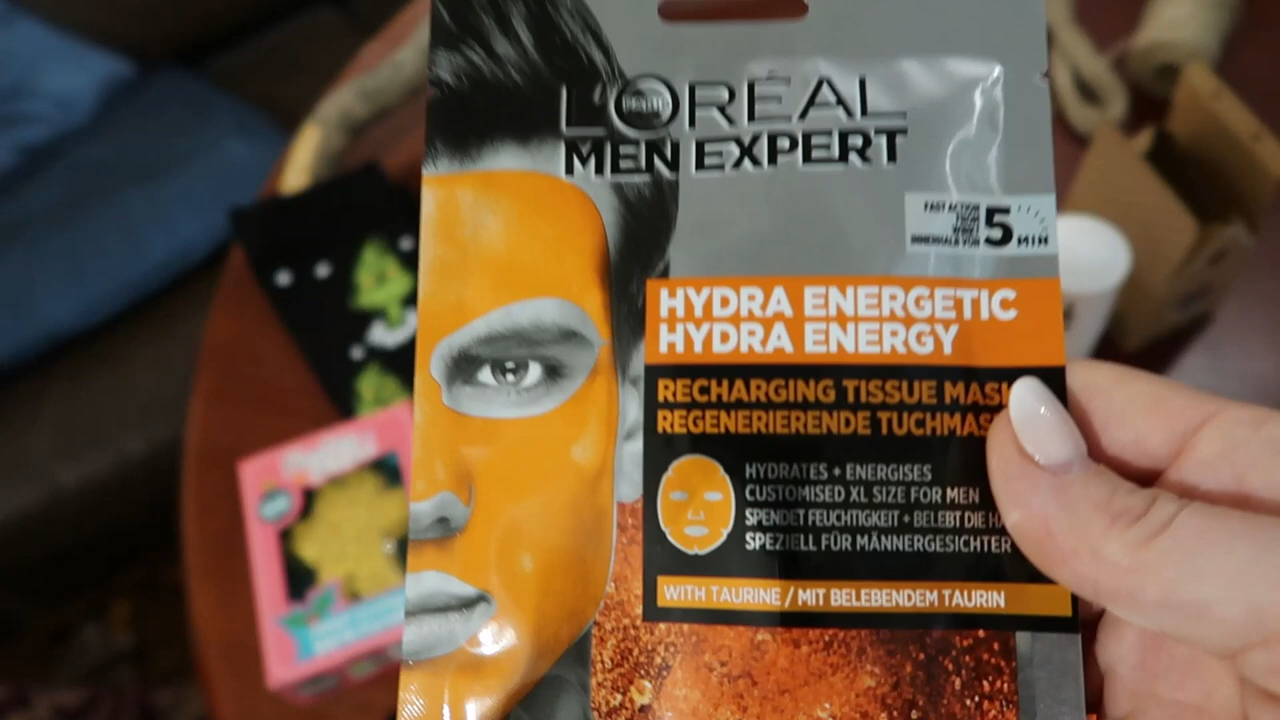 L'ORÉAL
PARIS
MEN EXPERT
FAST ACTION
5 MIN
HYDRA ENERGETIC
HYDRA ENERGY
RECHARGING TISSUE MASK
REGENERIERENDE TUCHMAS
HYDRATES + ENERGISES
CUSTOMISED XL SIZE FOR MEN
SPENDET FEUCHTIGKEIT + BELEBT DIE HA
SPEZIELL FÜR MÄNNERGESICHTER
WITH TAURINE / MIT BELEBENDEM TAURIN